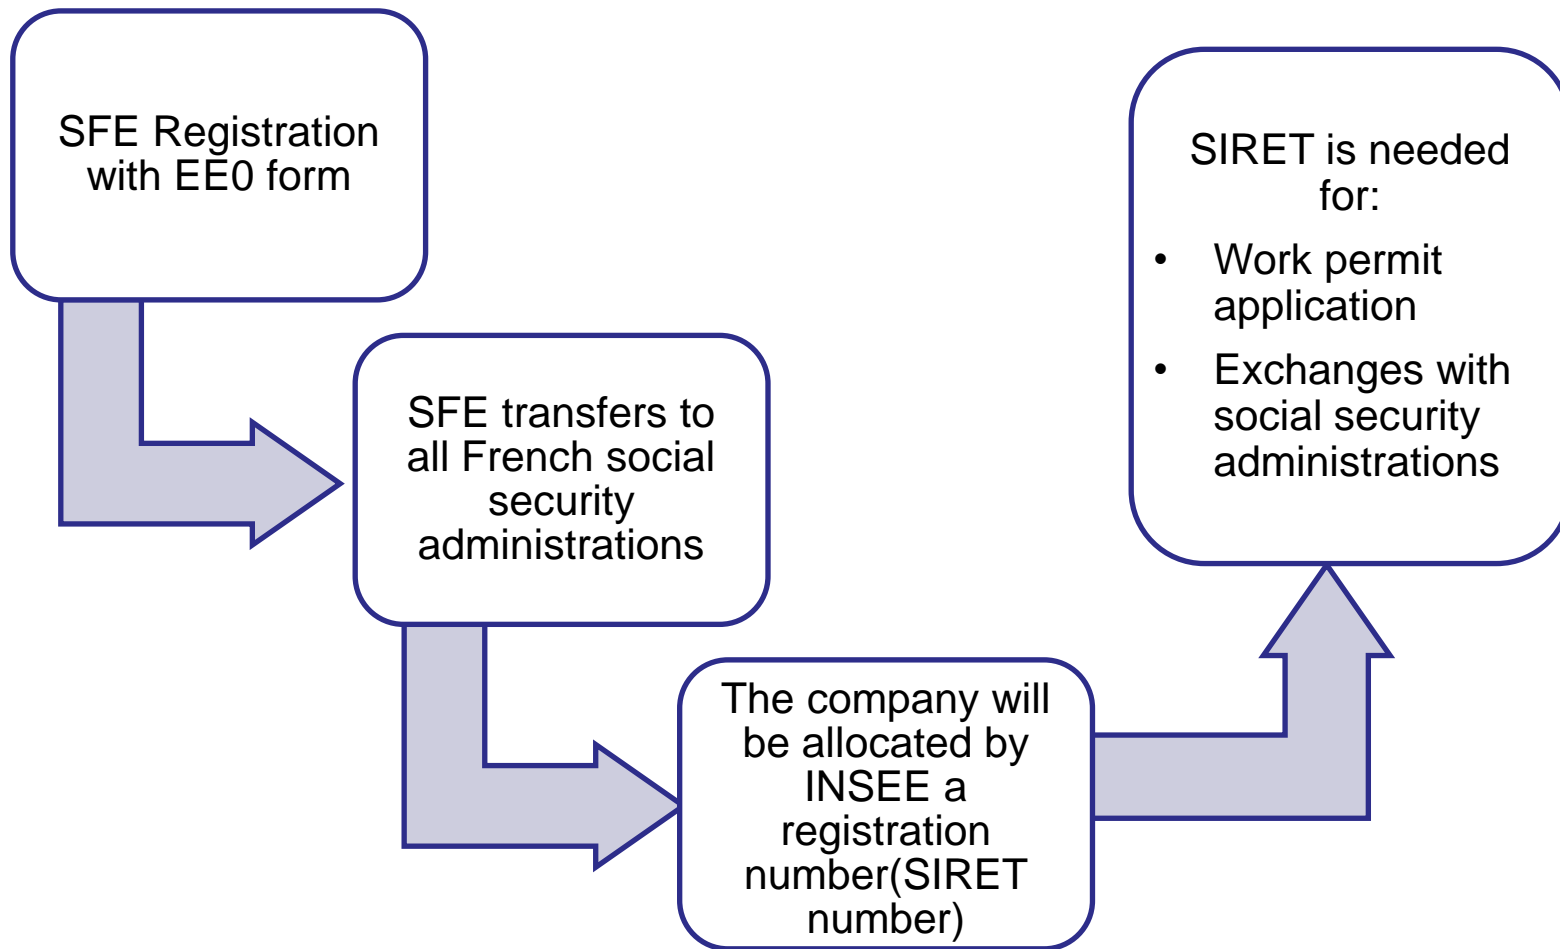 SFE Registration
with EE0 form
SFE transfers to
all French social
security
administrations
The company will
be allocated by
INSEE a
registration
number(SIRET
number)
SIRET is needed
for:
• Work permit
application
• Exchanges with
social security
administrations